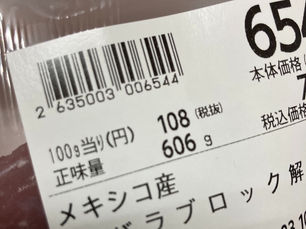 654
本体価格
2 635003 006544
税込価格
100g当り(円) 108 (税抜)
正味量 606 g
メキシコ産
ラブロック解